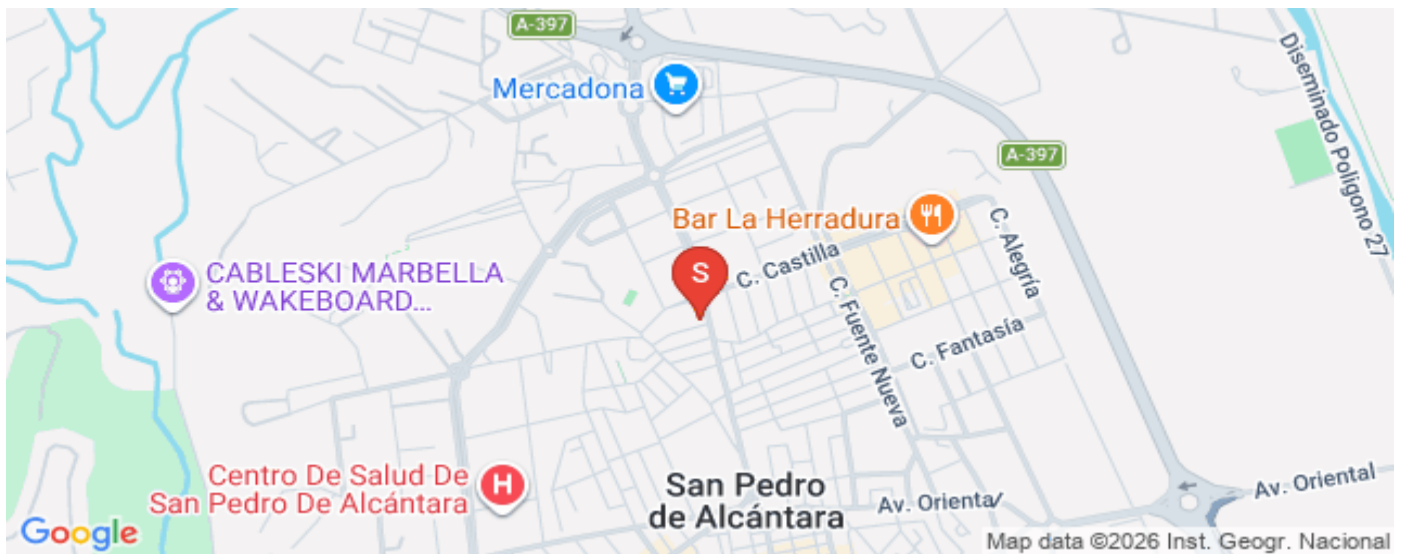 A-397
Mercadona
Diseminado Poligono 27
A-397
Bar La Herradura
C. Alegría
C. Castilla
S
CABLESKI MARBELLA
& WAKEBOARD...
C. Fuente Nueva
C. Fantasía
Centro De Salud De
San Pedro De Alcántara
H
San Pedro
de Alcántara
Av. Oriental
Av. Oriental
Google
Map data ©2026 Inst. Geogr. Nacional